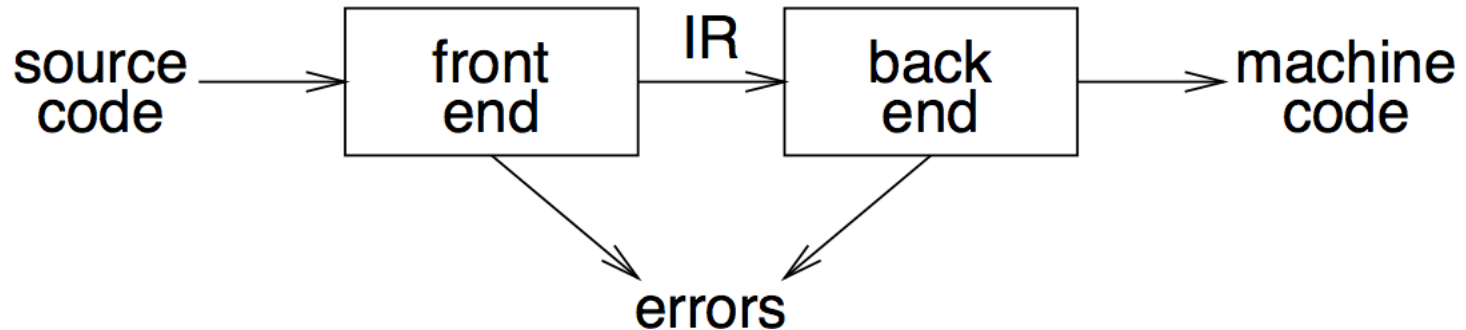 source
code
front
end
IR
back
end
machine
code
errors